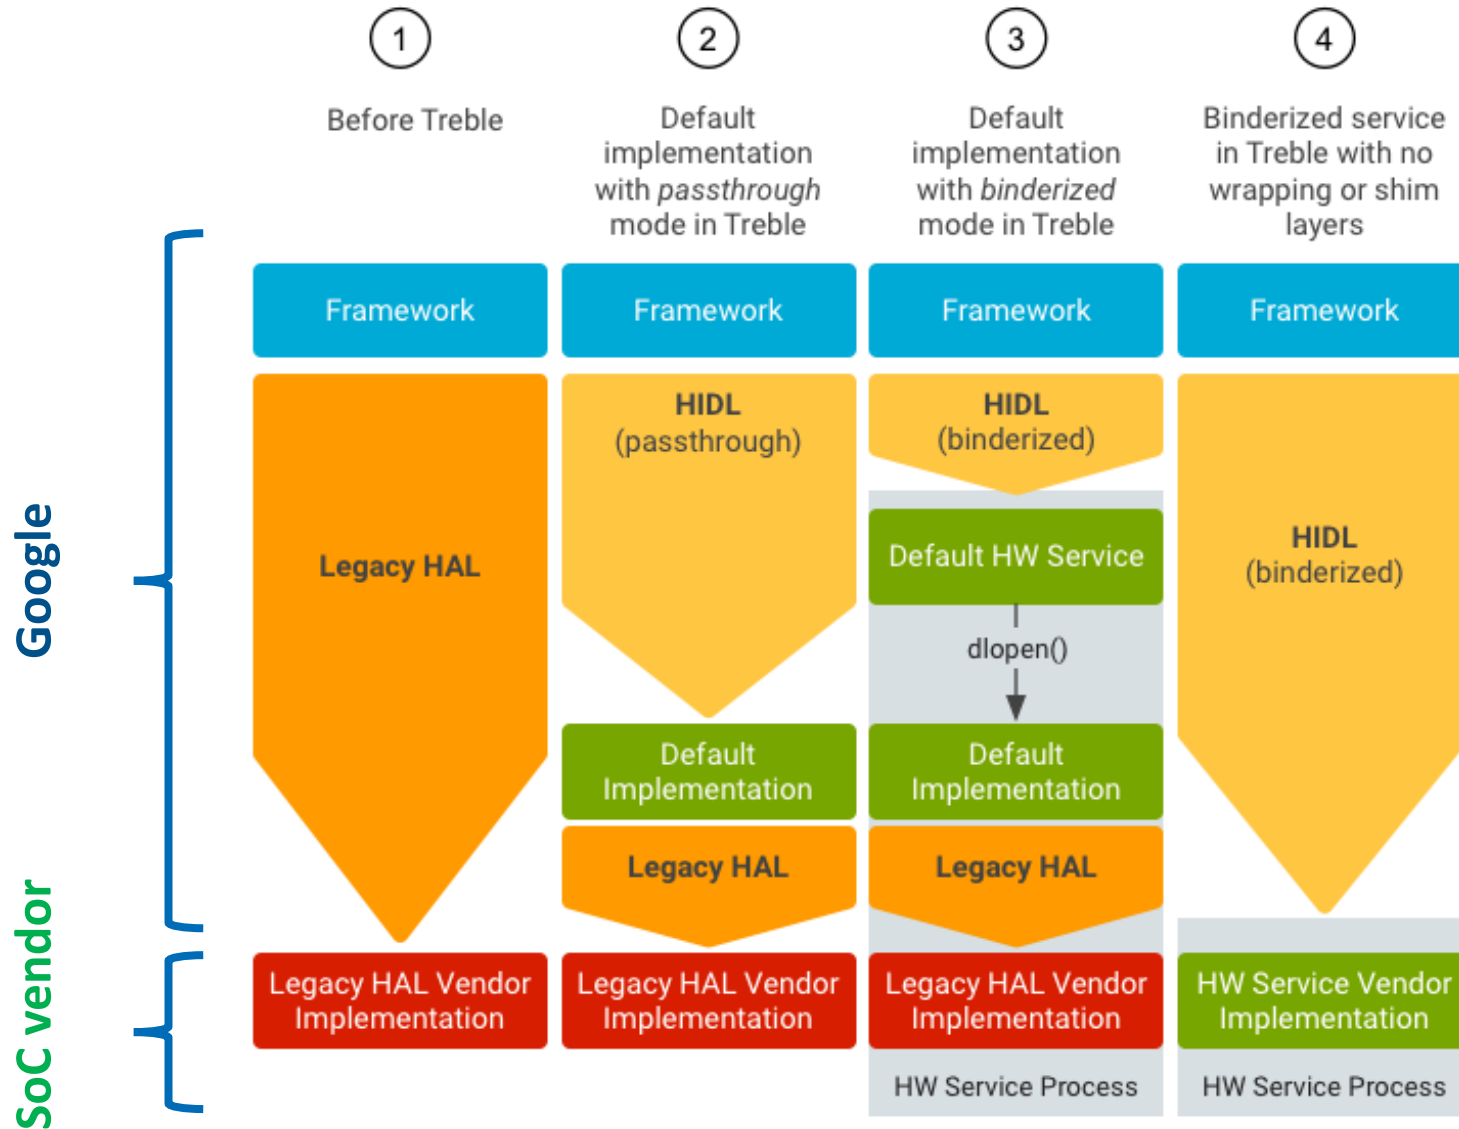 1
2
3
4
Before Treble
Default
implementation
with passthrough
mode in Treble
Default
implementation
with binderized
mode in Treble
Binderized service
in Treble with no
wrapping or shim
layers
Google
SoC vendor
Framework
Legacy HAL
Legacy HAL Vendor
Implementation
Framework
HIDL
(passthrough)
Default
Implementation
Legacy HAL
Legacy HAL Vendor
Implementation
Framework
HIDL
(binderized)
Default HW Service
dlopen()
Default
Implementation
Legacy HAL
Legacy HAL Vendor
Implementation
HW Service Process
Framework
HIDL
(binderized)
HW Service Vendor
Implementation
HW Service Process